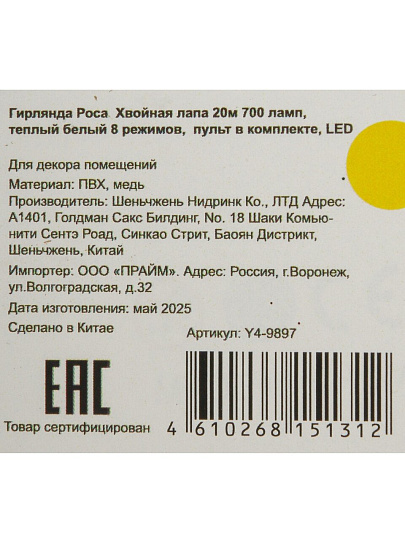 Гирлянда Роса Хвойная лапа 20м 700 ламп,
теплый белый 8 режимов, пульт в комплекте, LED
Для декора помещений
Материал: ПВХ, медь
Производитель: Шеньчжень Нидринк Ко., ЛТД Адрес:
А1401, Голдман Сакс Билдинг, No. 18 Шаки Комью-
нити Сентэ Роад, Синкао Стрит, Баоян Дистрикт,
Шеньчжень, Китай
Импортер: ООО «ПРАЙМ». Адрес: Россия, г.Воронеж,
ул.Волгоградская, д.32
Дата изготовления: май 2025
Сделано в Китае
Артикул: Y4-9897
EAC
Товар сертифицирован
4 610268 151312